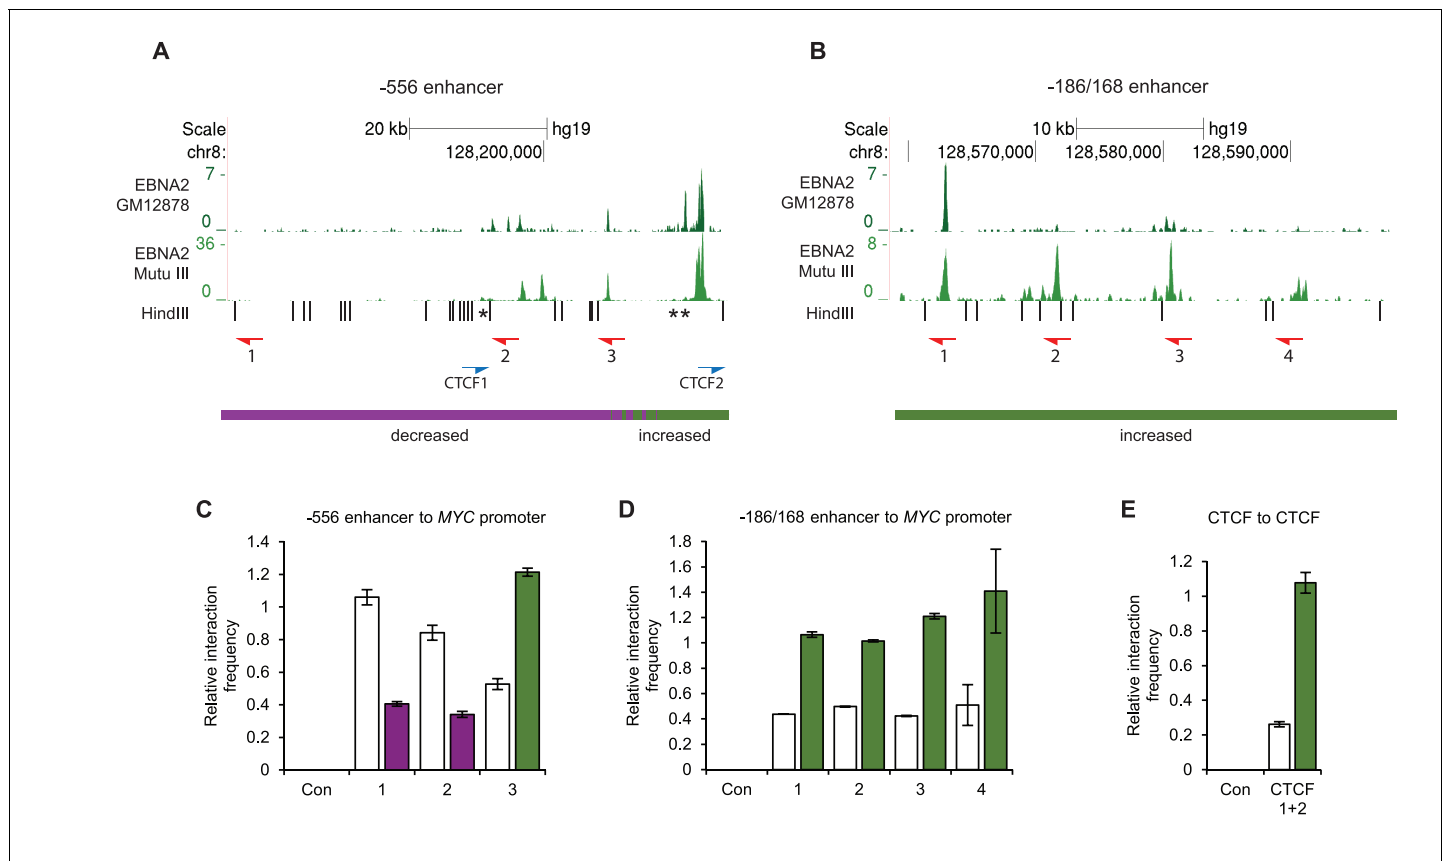 A
-556 enhancer
Scale
20 kb
hg19
chr8:
128,200,000
EBNA2
GM12878
7
0
EBNA2
Mutu III
36
0
HindIII
*
**
1
2
3
CTCF1
CTCF2
decreased
increased
B
-186/168 enhancer
Scale
10 kb
hg19
chr8:
128,570,000
128,580,000
128,590,000
EBNA2
GM12878
7
0
EBNA2
Mutu III
8
0
HindIII
1
2
3
4
increased
C
-556 enhancer to MYC promoter
Relative interaction
frequency
1.4
1.2
1
0.8
0.6
0.4
0.2
0
Con
1
2
3
D
-186/168 enhancer to MYC promoter
Relative interaction
frequency
1.8
1.6
1.4
1.2
1
0.8
0.6
0.4
0.2
0
Con
1
2
3
4
E
CTCF to CTCF
Relative interaction
frequency
1.2
1
0.8
0.6
0.4
0.2
0
Con
CTCF
1+2